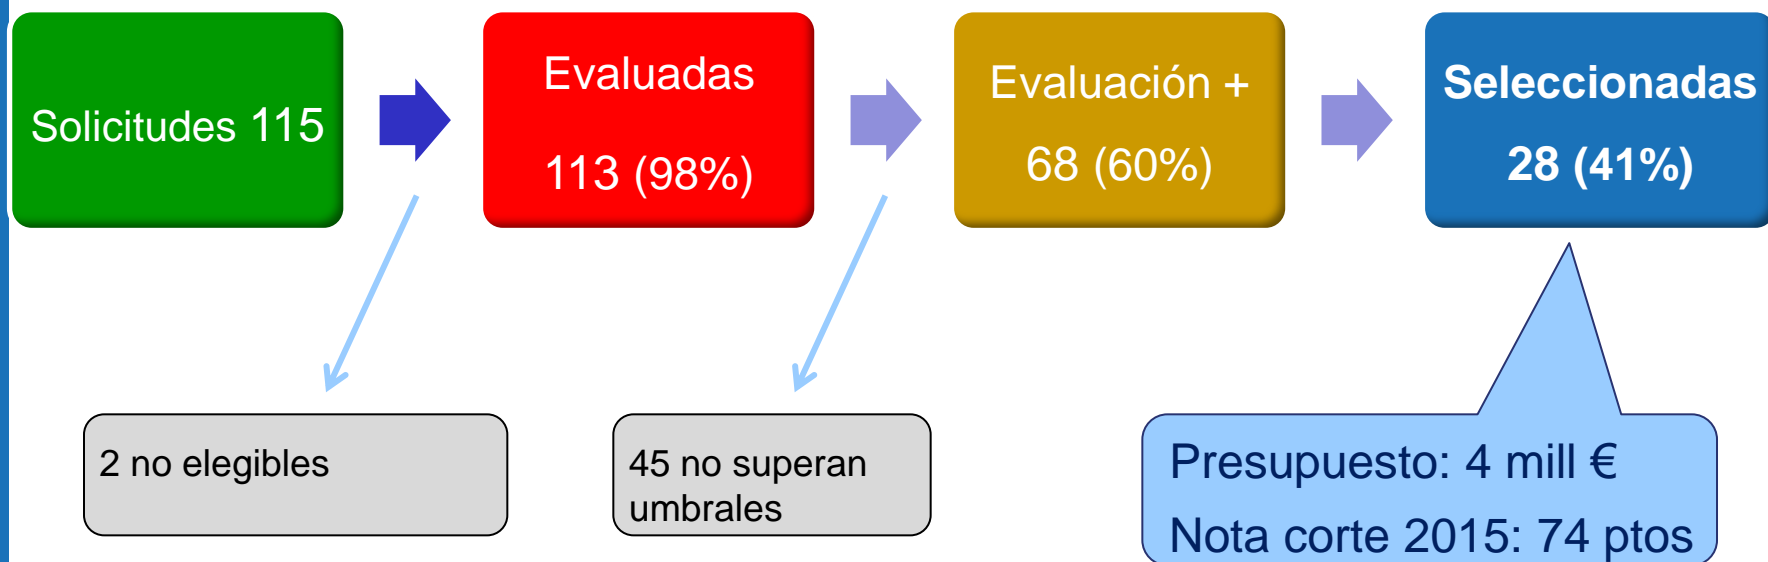 Solicitudes 115
Evaluadas
113 (98%)
Evaluación +
68 (60%)
Seleccionadas
28 (41%)
2 no elegibles
45 no superan
umbrales
Presupuesto: 4 mill €
Nota corte 2015: 74 ptos